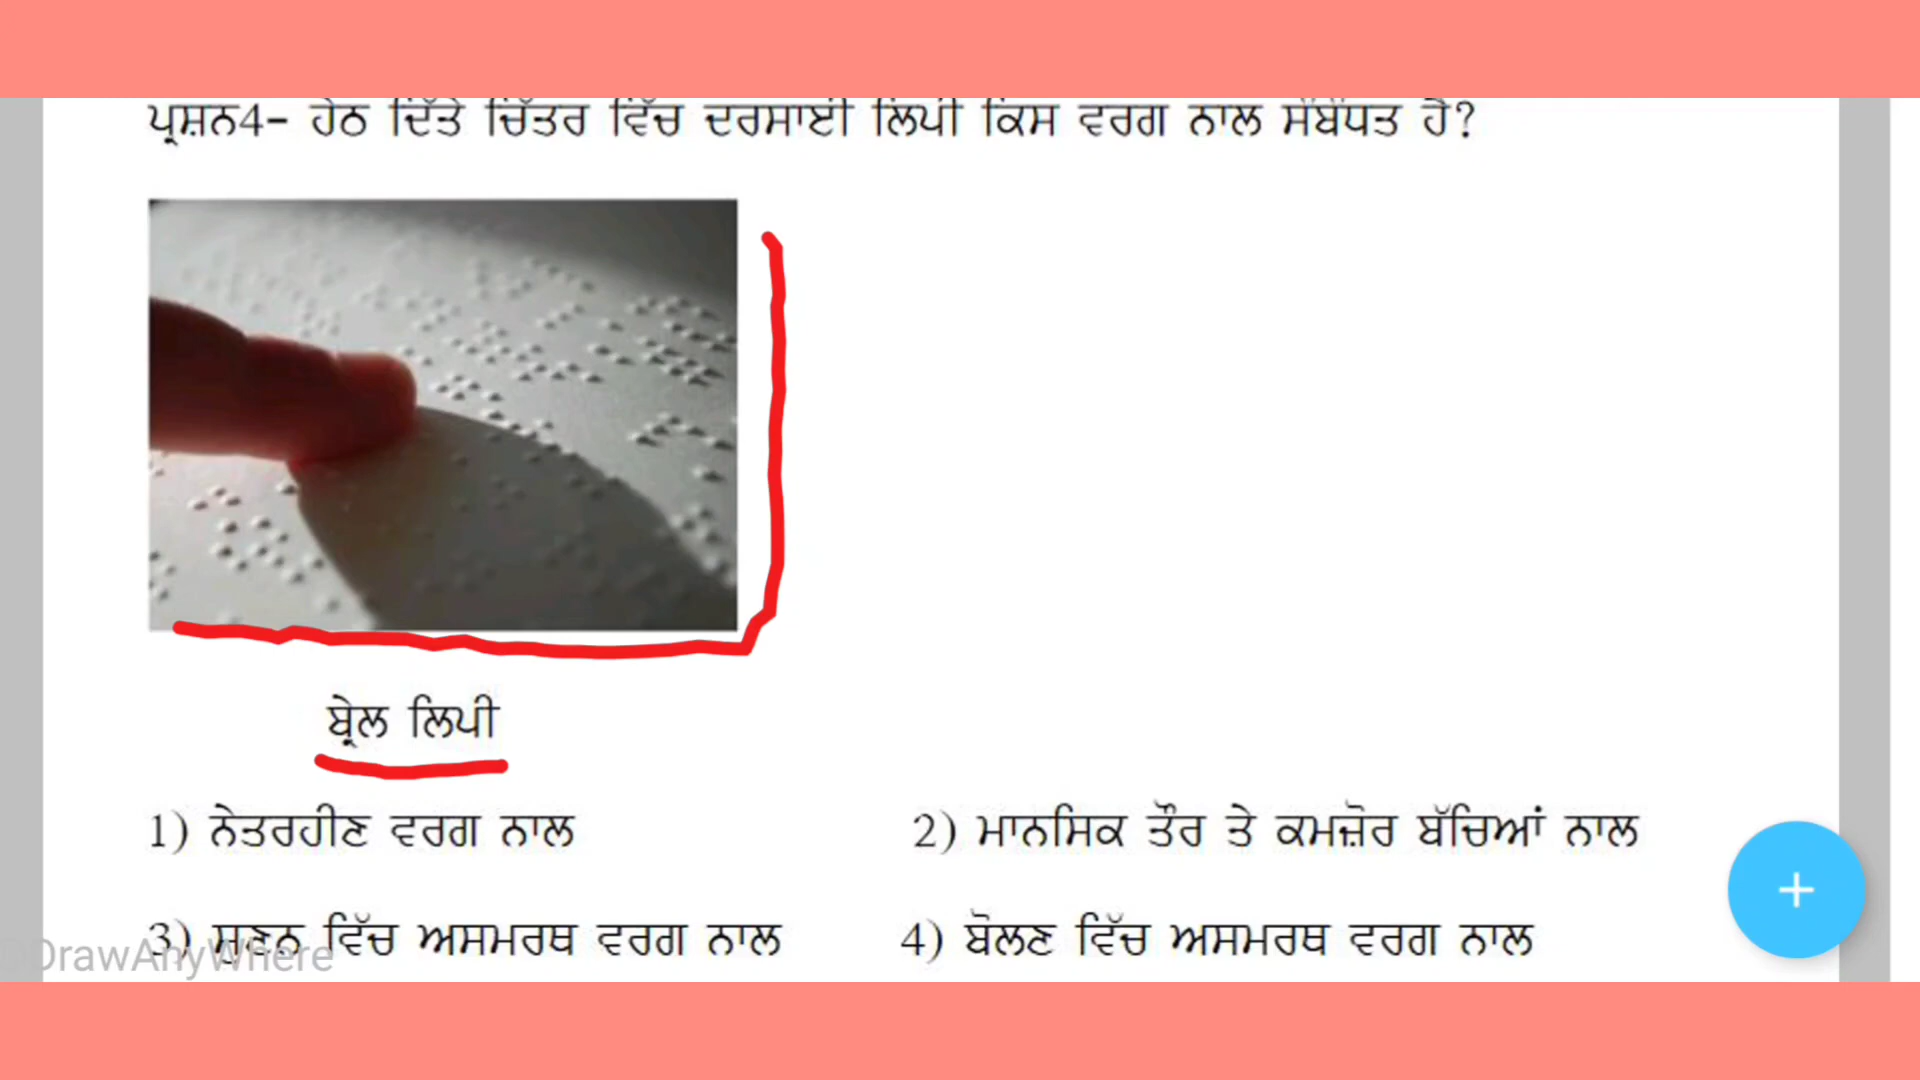 ਪ੍ਰਸ਼ਨ4- ਹੇਠ ਦਿੱਤੇ ਚਿੱਤਰ ਵਿੱਚ ਦਰਸਾਈ ਲਿਪੀ ਕਿਸ ਵਰਗ ਨਾਲ ਸੰਬੰਧਤ ਹੈ?
ਬ੍ਰੇਲ ਲਿਪੀ
1) ਨੇਤਰਹੀਣ ਵਰਗ ਨਾਲ
2) ਮਾਨਸਿਕ ਤੌਰ ਤੇ ਕਮਜ਼ੋਰ ਬੱਚਿਆਂ ਨਾਲ
3) ਸੁਣਨ ਵਿੱਚ ਅਸਮਰਥ ਵਰਗ ਨਾਲ
4) ਬੋਲਣ ਵਿੱਚ ਅਸਮਰਥ ਵਰਗ ਨਾਲ
DrawAnyWhere